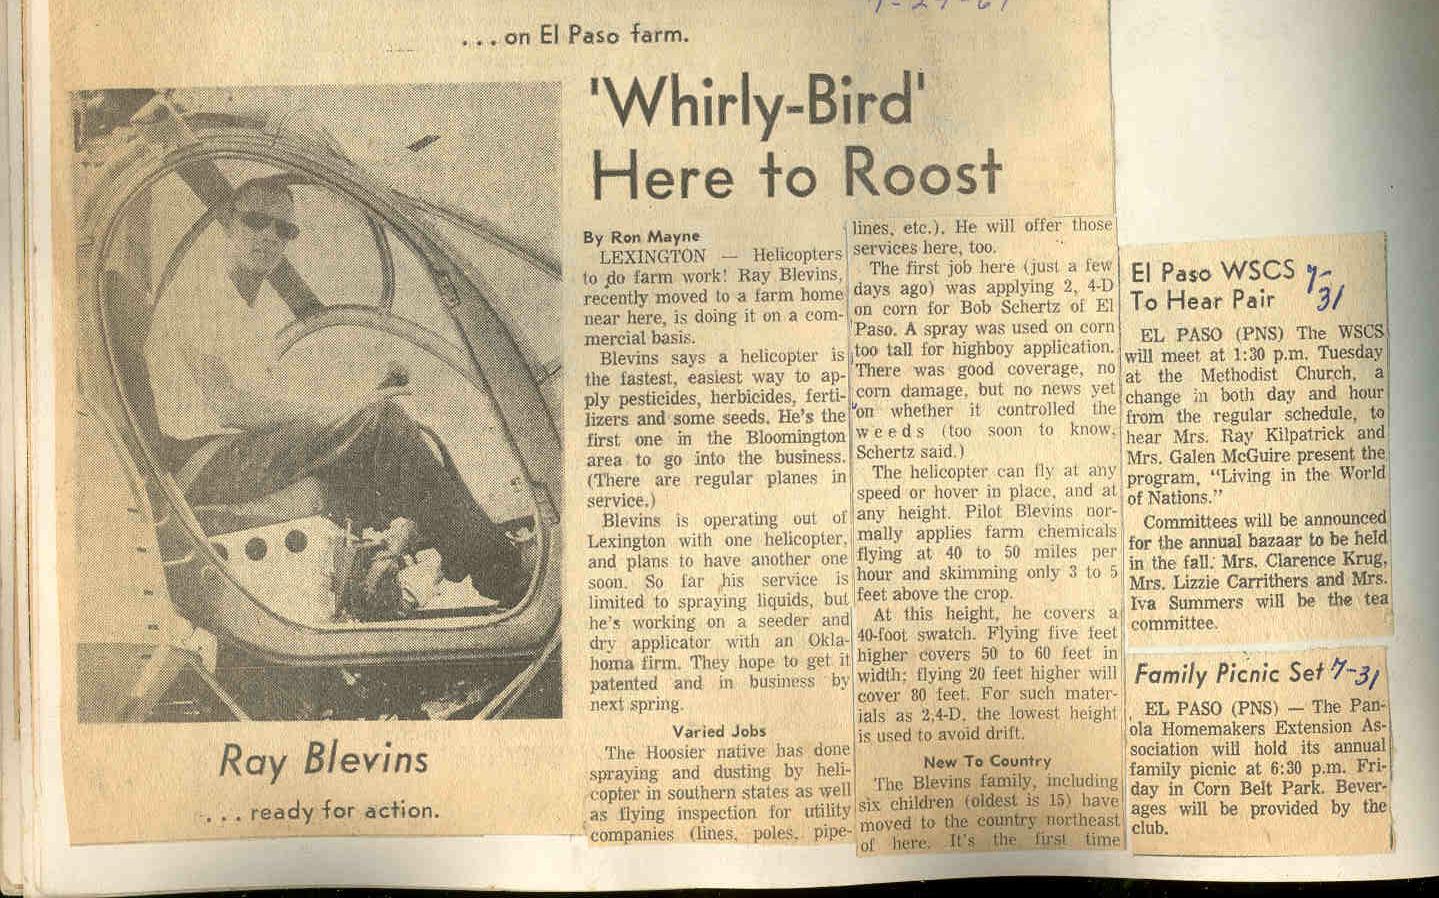 . . . on El Paso farm.
'Whirly-Bird'
Here to Roost
Ray Blevins
. . . ready for action.
By Ron Mayne
LEXINGTON — Helicopters
to do farm work! Ray Blevins,
recently moved to a farm home
near here, is doing it on a com-
mercial basis.
Blevins says a helicopter is
the fastest, easiest way to ap-
ply pesticides, herbicides, ferti-
lizers and some seeds. He's the
first one in the Bloomington
area to go into the business.
(There are regular planes in
service.)
Blevins is operating out of
Lexington with one helicopter,
and plans to have another one
soon. So far his service is
limited to spraying liquids, but
he's working on a seeder and
dry applicator with an Okla-
homa firm. They hope to get it
patented and in business by
next spring.
Varied Jobs
The Hoosier native has done
spraying and dusting by heli-
copter in southern states as well
as flying inspection for utility
companies (lines, poles, pipe-
lines, etc.). He will offer those
services here, too.
The first job here (just a few
days ago) was applying 2, 4-D
on corn for Bob Schertz of El
Paso. A spray was used on corn
too tall for highboy application.
There was good coverage, no
corn damage, but no news yet
on whether it controlled the
weeds (too soon to know,
Schertz said.)
The helicopter can fly at any
speed or hover in place, and at
any height. Pilot Blevins nor-
mally applies farm chemicals
flying at 40 to 50 miles per
hour and skimming only 3 to 5
feet above the crop.
At this height, he covers a
40-foot swatch. Flying five feet
higher covers 50 to 60 feet in
width; flying 20 feet higher will
cover 80 feet. For such mater-
ials as 2,4-D, the lowest height
is used to avoid drift.
New To Country
The Blevins family, including
six children (oldest is 15) have
moved to the country northeast
of here. It's the first time
El Paso WSCS
To Hear Pair
7-
31
EL PASO (PNS) The WSCS
will meet at 1:30 p.m. Tuesday
at the Methodist Church, a
change in both day and hour
from the regular schedule, to
hear Mrs. Ray Kilpatrick and
Mrs. Galen McGuire present the
program, "Living in the World
of Nations."
Committees will be announced
for the annual bazaar to be held
in the fall. Mrs. Clarence Krug,
Mrs. Lizzie Carrithers and Mrs.
Iva Summers will be the tea
committee.
Family Picnic Set 7-31
EL PASO (PNS) — The Pan-
ola Homemakers Extension As-
sociation will hold its annual
family picnic at 6:30 p.m. Fri-
day in Corn Belt Park. Bever-
ages will be provided by the
club.